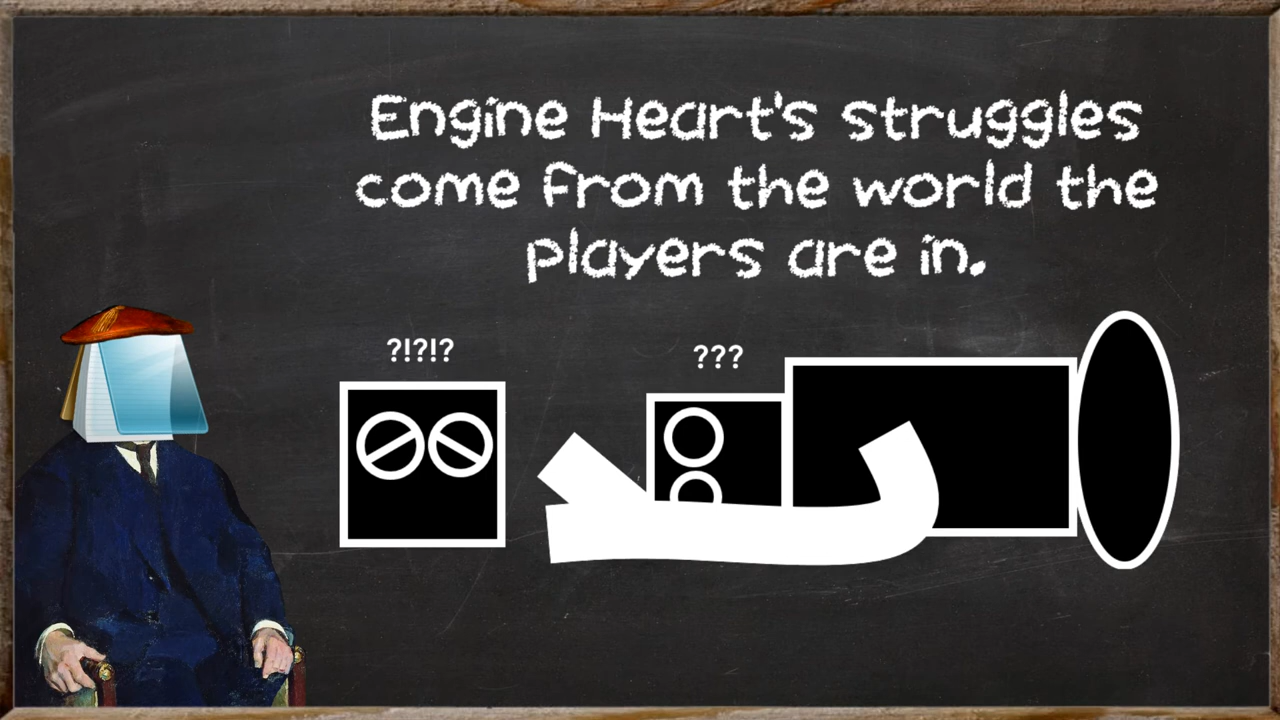 Engine Heart's struggles
come from the world the
players are in.
?!?!?
???